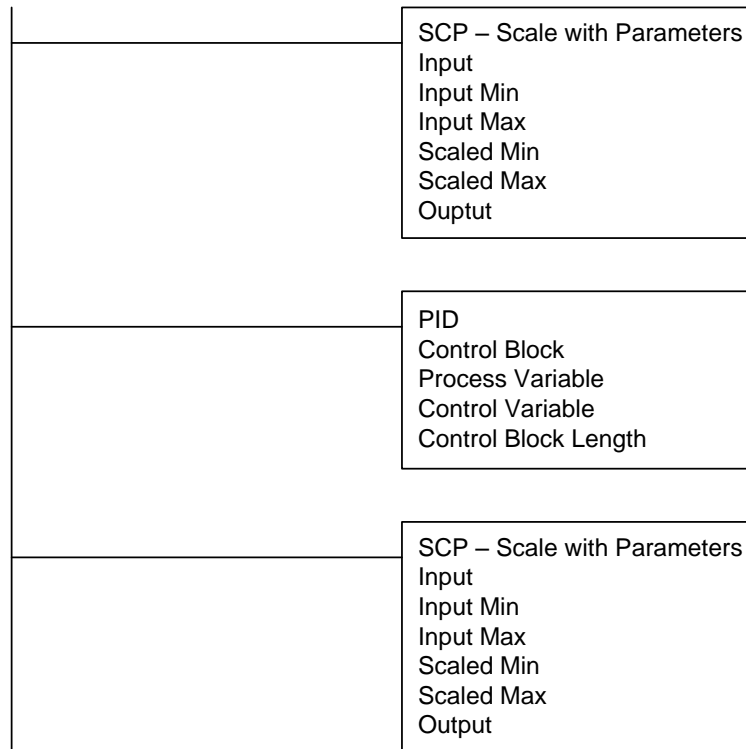 SCP – Scale with Parameters
Input
Input Min
Input Max
Scaled Min
Scaled Max
Ouptut
PID
Control Block
Process Variable
Control Variable
Control Block Length
SCP – Scale with Parameters
Input
Input Min
Input Max
Scaled Min
Scaled Max
Output